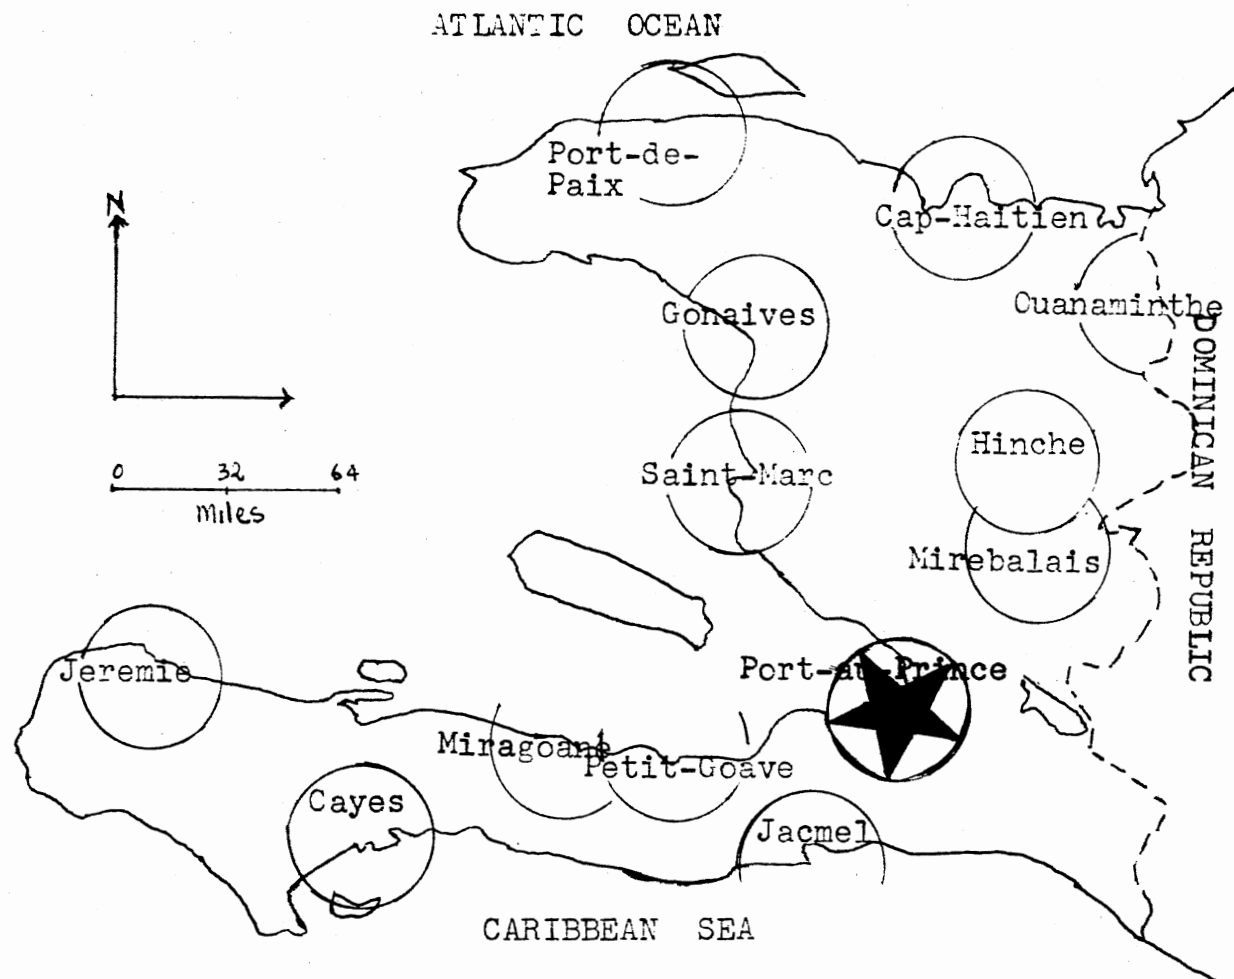 ATLANTIC OCEAN
Port-de-
Paix
N
Cap-Haitien
Ouanaminthe
Gonaives
DOMINICAN REPUBLIC
Hinche
Saint-Marc
0 32 64
miles
Mirebalais
Jeremie
Port-au-Prince
Miragoane
Petit-Goave
Cayes
Jacmel
CARIBBEAN SEA